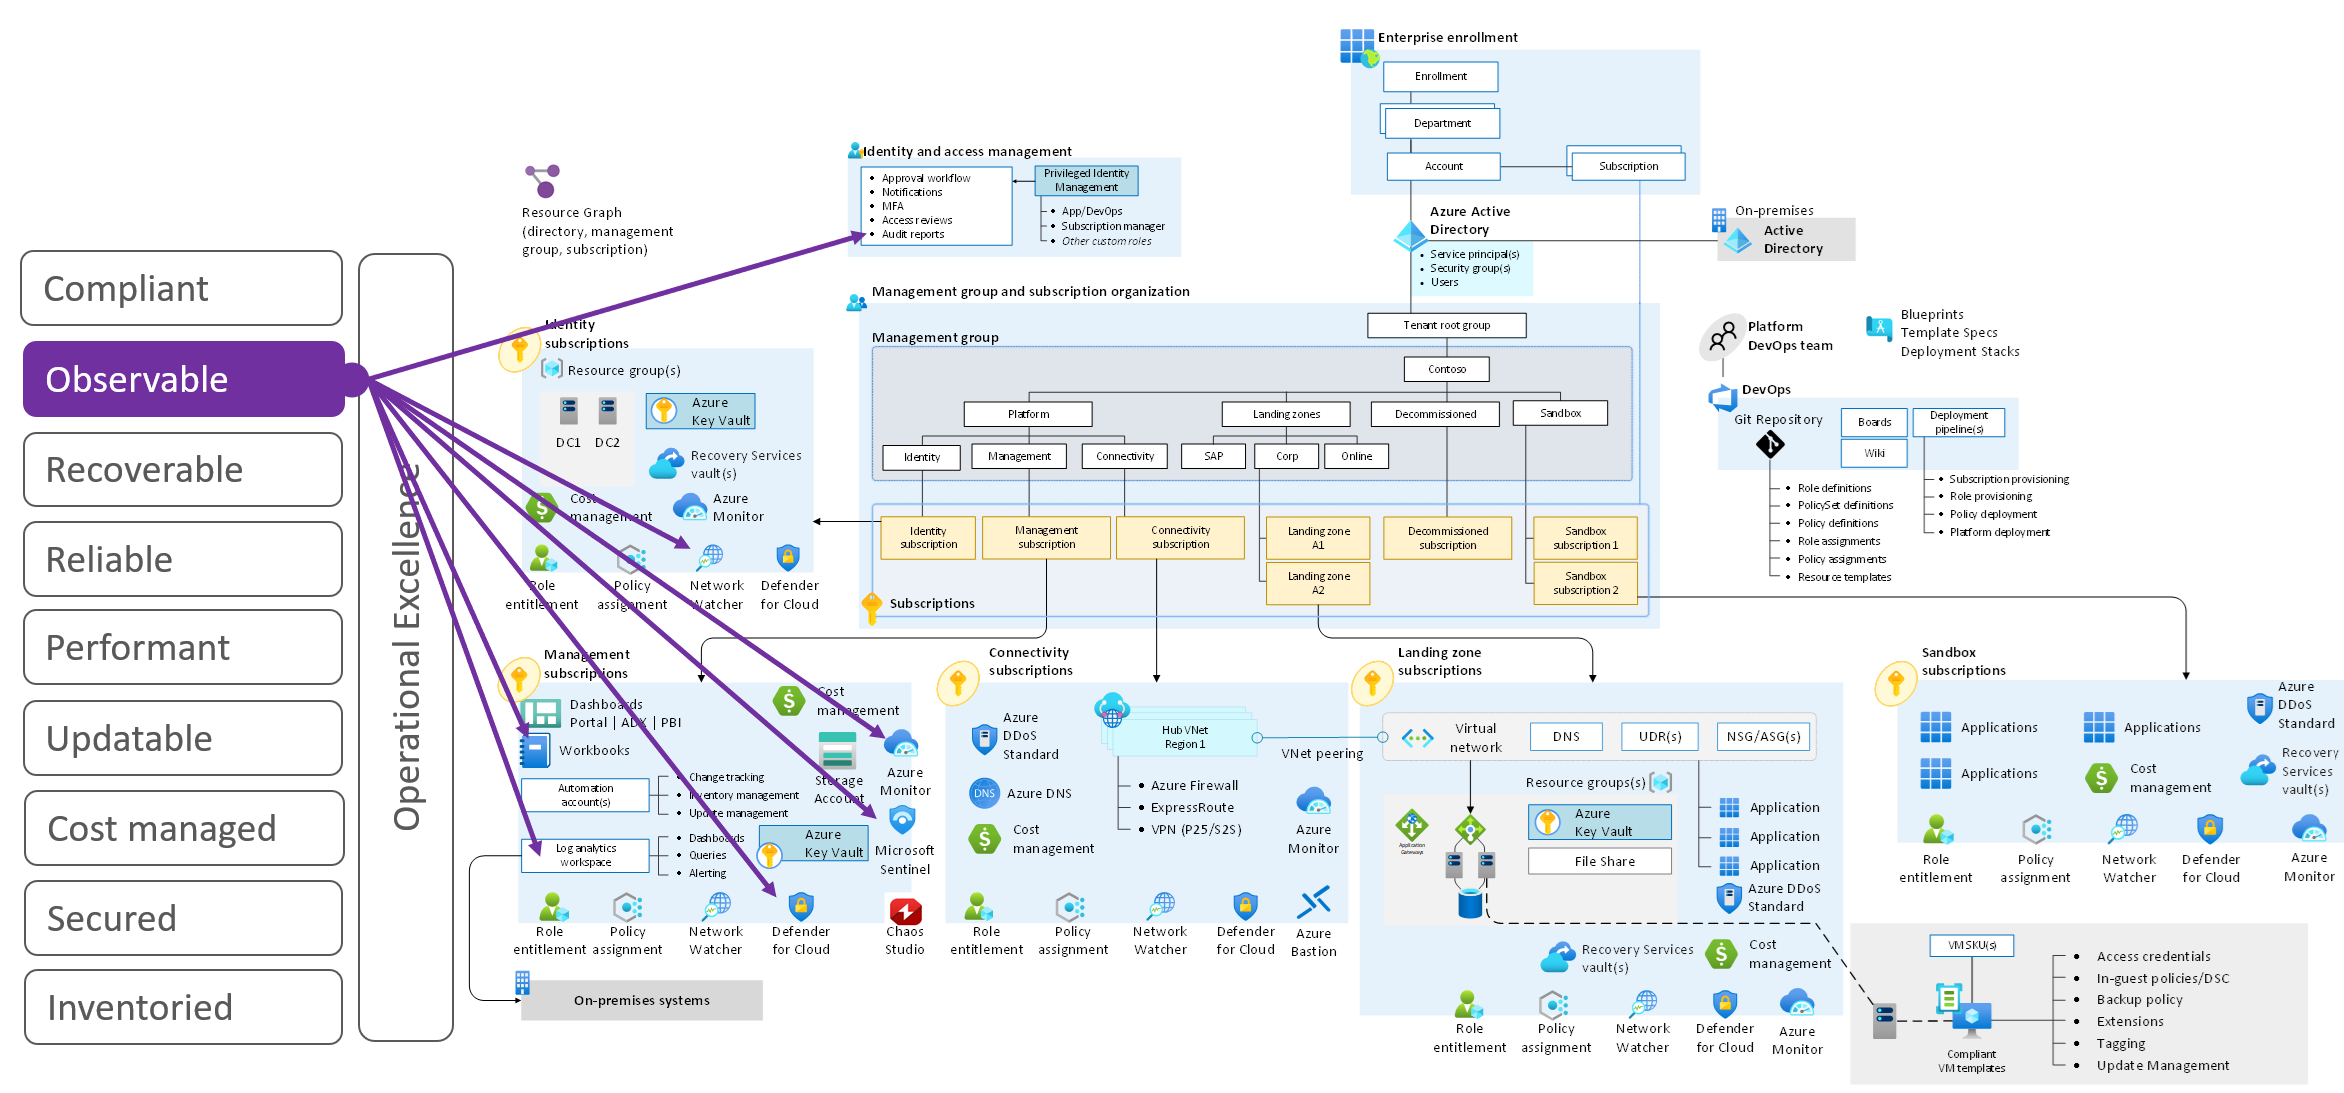 Compliant
Observable
Recoverable
Reliable
Performant
Updatable
Cost managed
Secured
Inventoried
Operational Excellence
Resource Graph
(directory, management
group, subscription)
Identity and access management
Approval workflow
Notifications
MFA
Access reviews
Audit reports
Privileged Identity
Management
App/DevOps
Subscription manager
Other custom roles
Enterprise enrollment
Enrollment
Department
Account
Subscription
Azure Active
Directory
Service principal(s)
Security group(s)
Users
On-premises
Active
Directory
Management group and subscription organization
Management group
Tenant root group
Contoso
Platform
Landing zones
Decommissioned
Sandbox
Identity
Management
Connectivity
SAP
Corp
Online
Identity
subscription
Management
subscription
Connectivity
subscription
Landing zone
A1
Landing zone
A2
Decommissioned
subscription
Sandbox
subscription 1
Sandbox
subscription 2
Subscriptions
Platform
DevOps team
Blueprints
Template Specs
Deployment Stacks
DevOps
Git Repository
Boards
Wiki
Deployment
pipeline(s)
Role definitions
PolicySet definitions
Policy definitions
Role assignments
Policy assignments
Resource templates
Subscription provisioning
Role provisioning
Policy deployment
Platform deployment
Identity
subscriptions
Resource group(s)
DC1
DC2
Azure
Key Vault
Recovery Services
vault(s)
Cost
management
Azure
Monitor
Role
entitlement
Policy
assignment
Network
Watcher
Defender
for Cloud
Management
subscriptions
Dashboards
Portal | ADX | PBI
Workbooks
Cost
management
Storage
Account
Azure
Monitor
Automation
account(s)
Change tracking
Inventory management
Update management
Log analytics
workspace
Dashboards
Queries
Alerting
Azure
Key Vault
Microsoft
Sentinel
Role
entitlement
Policy
assignment
Network
Watcher
Defender
for Cloud
Chaos
Studio
On-premises systems
Connectivity
subscriptions
Azure
DDoS
Standard
Azure DNS
DNS
Cost
management
Hub VNet
Region 1
Azure Firewall
ExpressRoute
VPN (P25/S2S)
VNet peering
Azure
Monitor
Role
entitlement
Policy
assignment
Network
Watcher
Defender
for Cloud
Azure
Bastion
Landing zone
subscriptions
Virtual
network
DNS
UDR(s)
NSG/ASG(s)
Resource groups(s)
Application
Gateways
Azure
Key Vault
File Share
Application
Application
Application
Azure DDoS
Standard
Recovery Services
vault(s)
Cost
management
Role
entitlement
Policy
assignment
Network
Watcher
Defender
for Cloud
Azure
Monitor
Sandbox
subscriptions
Applications
Applications
Applications
Cost
management
Azure
DDoS
Standard
Recovery
Services
vault(s)
Role
entitlement
Policy
assignment
Network
Watcher
Defender
for Cloud
Azure
Monitor
VM SKU(s)
Compliant
VM templates
Access credentials
In-guest policies/DSC
Backup policy
Extensions
Tagging
Update Management